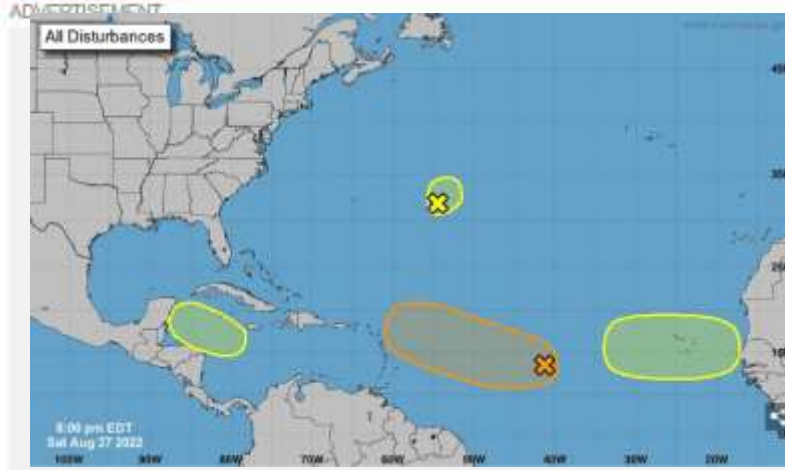 ADVERTISEMENT
All Disturbances
8:00 pm EDT
Sat Aug 27 2022
100W 90W 80W 70W 60W 50W 40W 30W 20W